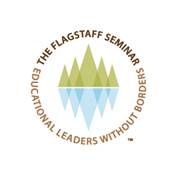 THE FLAGSTAFF SEMINAR
EDUCATIONAL LEADERS WITHOUT BORDERS
™